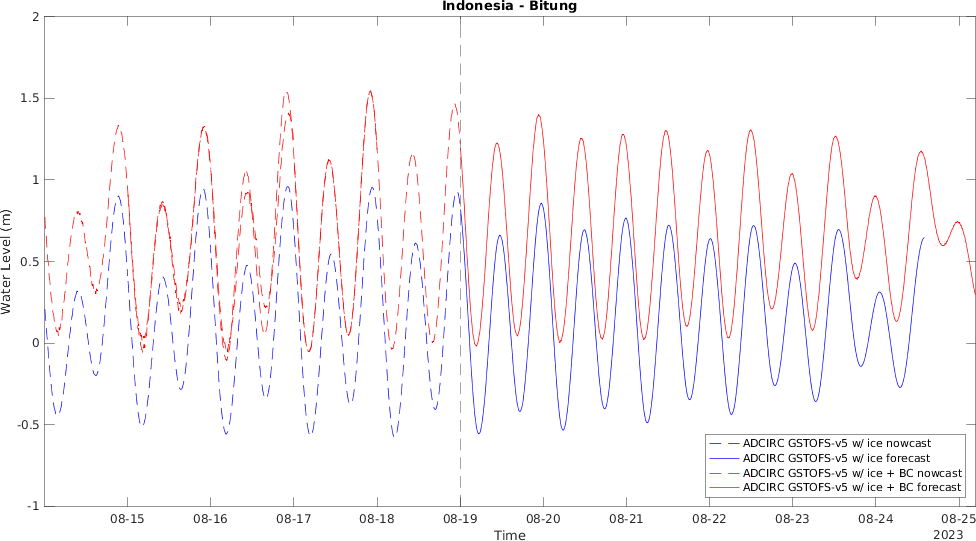 Indonesia - Bitung
2
1.5
1
0.5
0
-0.5
-1
Water Level (m)
ADCIRC GSTOFS-v5 w/ ice nowcast
ADCIRC GSTOFS-v5 w/ ice forecast
ADCIRC GSTOFS-v5 w/ ice + BC nowcast
ADCIRC GSTOFS-v5 w/ ice + BC forecast
08-15 08-16 08-17 08-18 08-19 08-20 08-21 08-22 08-23 08-24 08-25
Time
2023